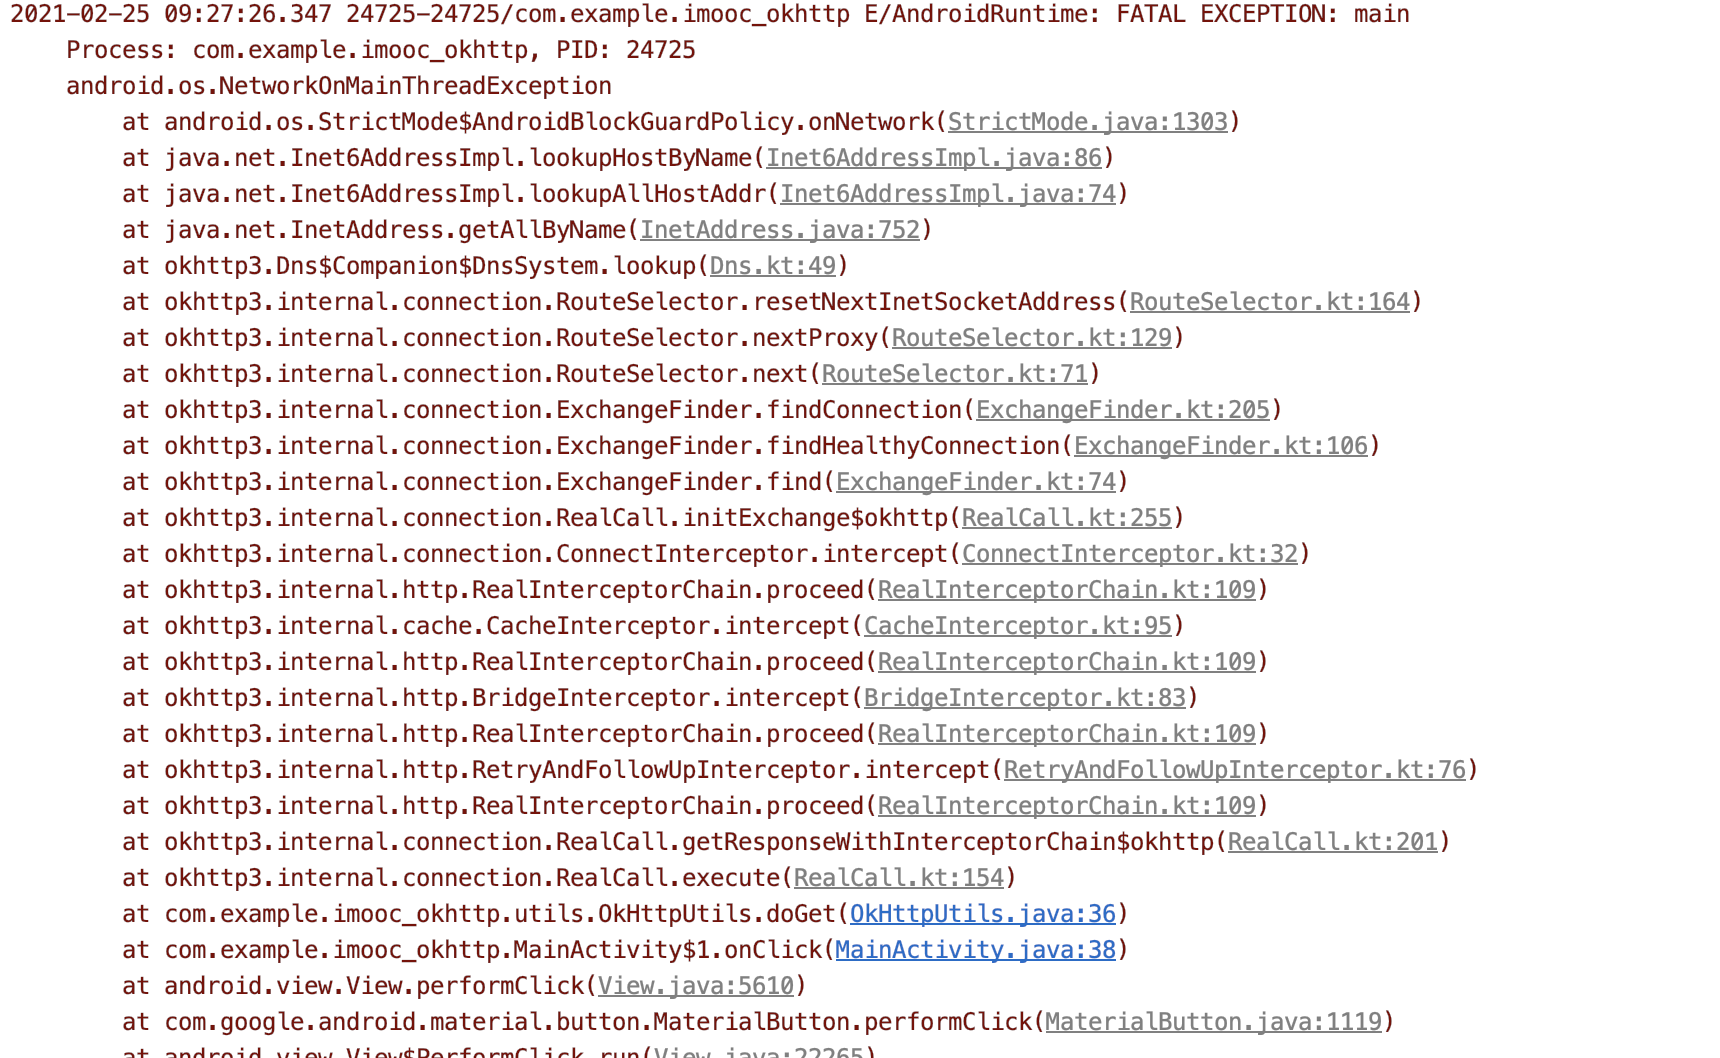 2021-02-25 09:27:26.347 24725-24725/com.example.imooc_okhttp E/AndroidRuntime: FATAL EXCEPTION: main
Process: com.example.imooc_okhttp, PID: 24725
android.os.NetworkOnMainThreadException
at android.os.StrictMode$AndroidBlockGuardPolicy.onNetwork(StrictMode.java:1303)
at java.net.Inet6AddressImpl.lookupHostByName(Inet6AddressImpl.java:86)
at java.net.Inet6AddressImpl.lookupAllHostAddr(Inet6AddressImpl.java:74)
at java.net.InetAddress.getAllByName(InetAddress.java:752)
at okhttp3.Dns$Companion$DnsSystem.lookup(Dns.kt:49)
at okhttp3.internal.connection.RouteSelector.resetNextInetSocketAddress(RouteSelector.kt:164)
at okhttp3.internal.connection.RouteSelector.nextProxy(RouteSelector.kt:129)
at okhttp3.internal.connection.RouteSelector.next(RouteSelector.kt:71)
at okhttp3.internal.connection.ExchangeFinder.findConnection(ExchangeFinder.kt:205)
at okhttp3.internal.connection.ExchangeFinder.findHealthyConnection(ExchangeFinder.kt:106)
at okhttp3.internal.connection.ExchangeFinder.find(ExchangeFinder.kt:74)
at okhttp3.internal.connection.RealCall.initExchange$okhttp(RealCall.kt:255)
at okhttp3.internal.connection.ConnectInterceptor.intercept(ConnectInterceptor.kt:32)
at okhttp3.internal.http.RealInterceptorChain.proceed(RealInterceptorChain.kt:109)
at okhttp3.internal.cache.CacheInterceptor.intercept(CacheInterceptor.kt:95)
at okhttp3.internal.http.RealInterceptorChain.proceed(RealInterceptorChain.kt:109)
at okhttp3.internal.http.BridgeInterceptor.intercept(BridgeInterceptor.kt:83)
at okhttp3.internal.http.RealInterceptorChain.proceed(RealInterceptorChain.kt:109)
at okhttp3.internal.http.RetryAndFollowUpInterceptor.intercept(RetryAndFollowUpInterceptor.kt:76)
at okhttp3.internal.http.RealInterceptorChain.proceed(RealInterceptorChain.kt:109)
at okhttp3.internal.connection.RealCall.getResponseWithInterceptorChain$okhttp(RealCall.kt:201)
at okhttp3.internal.connection.RealCall.execute(RealCall.kt:154)
at com.example.imooc_okhttp.utils.OkHttpUtils.doGet(OkHttpUtils.java:36)
at com.example.imooc_okhttp.MainActivity$1.onClick(MainActivity.java:38)
at android.view.View.performClick(View.java:5610)
at com.google.android.material.button.MaterialButton.performClick(MaterialButton.java:1119)
at android.view.View$PerformClick.run(View.java:22265)